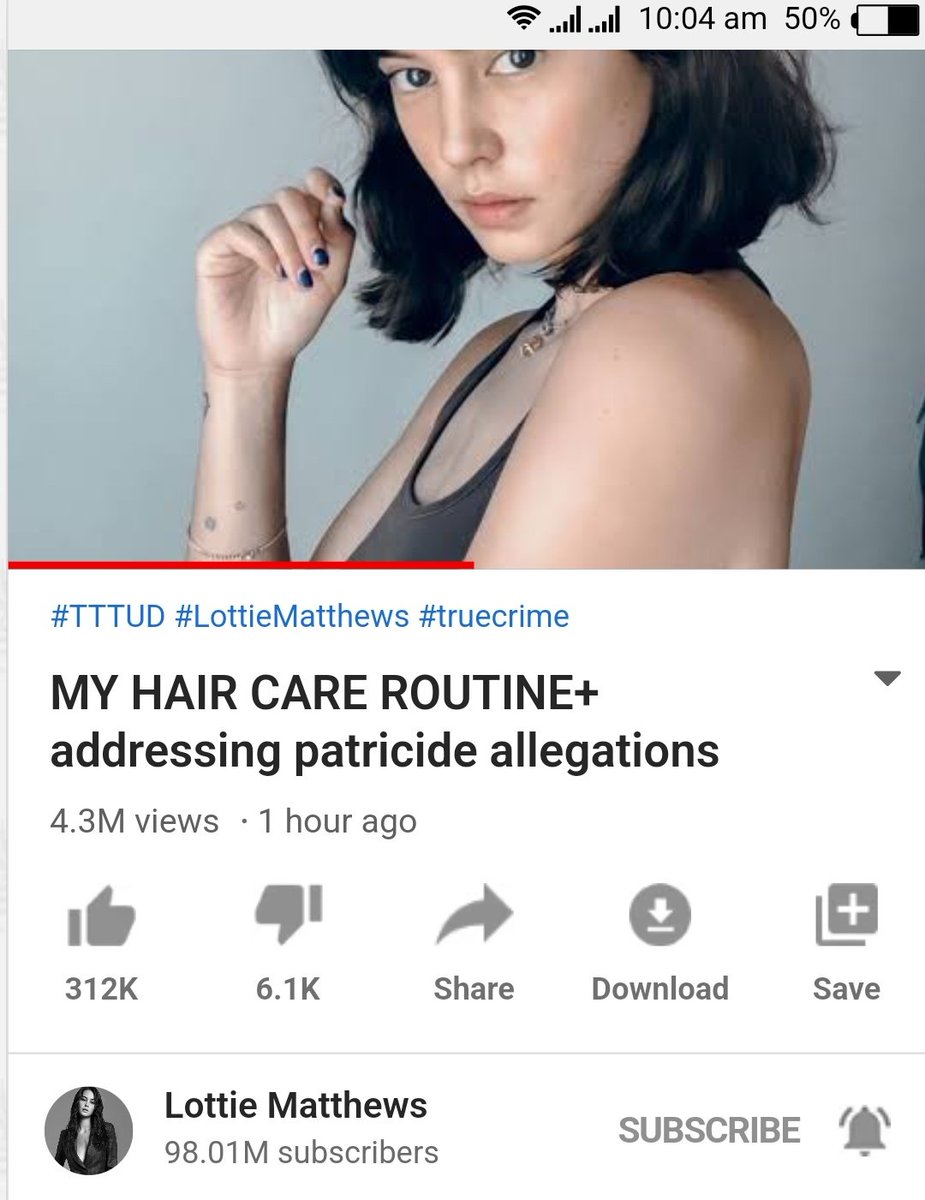 10:04 am 50%
#TTTUD #LottieMatthews #truecrime
MY HAIR CARE ROUTINE+
addressing patricide allegations
4.3M views · 1 hour ago
312K 6.1K Share Download Save
Lottie Matthews
98.01M subscribers
SUBSCRIBE